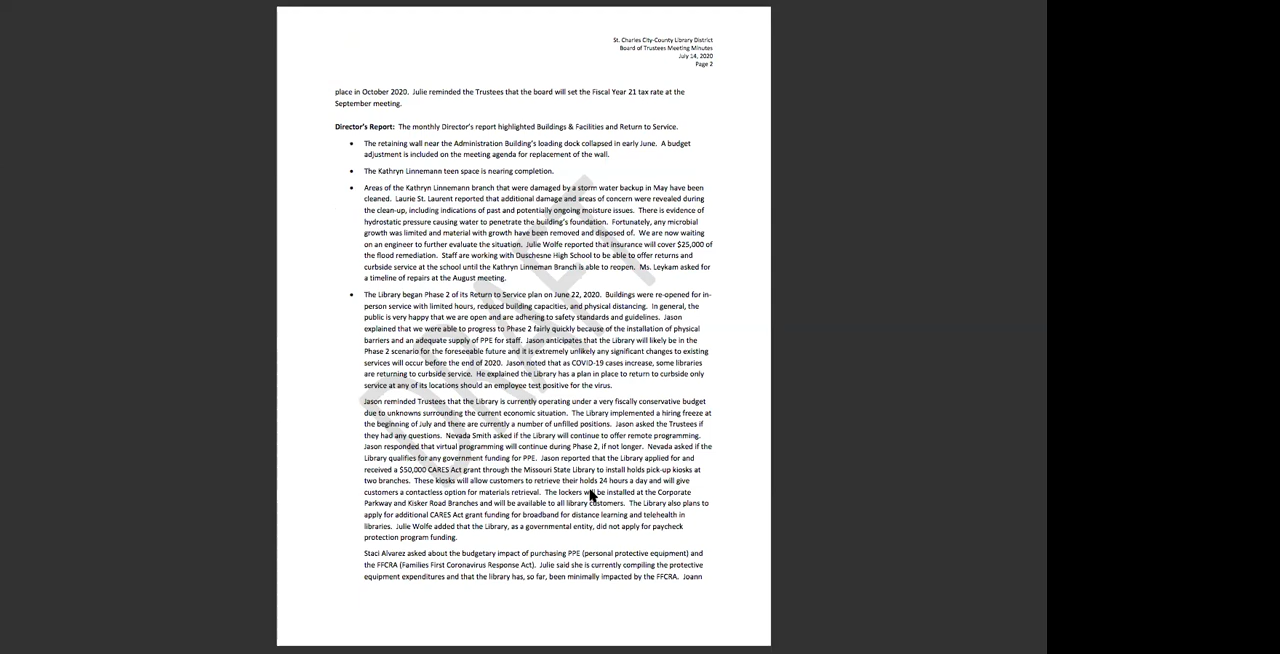 St. Charles City-County Library District
Board of Trustees Meeting Minutes
July 14, 2020
Page 2
place in October 2020. Julie reminded the Trustees that the board will set the Fiscal Year 21 tax rate at the
September meeting.
Director's Report: The monthly Director's report highlighted Buildings & Facilities and Return to Service.
• The retaining wall near the Administration Building's loading dock collapsed in early June. A budget
adjustment is included on the meeting agenda for replacement of the wall.
• The Kathryn Linnemann teen space is nearing completion.
• Areas of the Kathryn Linnemann branch that were damaged by a storm water backup in May have been
cleaned. Laurie St. Laurent reported that additional damage and areas of concern were revealed during
the clean-up, including indications of past and potentially ongoing moisture issues. There is evidence of
hydrostatic pressure causing water to penetrate the building's foundation. Fortunately, any microbial
growth was limited and material with growth have been removed and disposed of. We are now waiting
on an engineer to further evaluate the situation. Julie Wolfe reported that insurance will cover $25,000 of
the flood remediation. Staff are working with Duschesne High School to be able to offer returns and
curbside service at the school until the Kathryn Linneman Branch is able to reopen. Ms. Leykam asked for
a timeline of repairs at the August meeting.
• The Library began Phase 2 of its Return to Service plan on June 22, 2020. Buildings were re-opened for in-
person service with limited hours, reduced building capacities, and physical distancing. In general, the
public is very happy that we are open and are adhering to safety standards and guidelines. Jason
explained that we were able to progress to Phase 2 fairly quickly because of the installation of physical
barriers and an adequate supply of PPE for staff. Jason anticipates that the Library will likely be in the
Phase 2 scenario for the foreseeable future and it is extremely unlikely any significant changes to existing
services will occur before the end of 2020. Jason noted that as COVID-19 cases increase, some libraries
are returning to curbside service. He explained the Library has a plan in place to return to curbside only
service at any of its locations should an employee test positive for the virus.
Jason reminded Trustees that the Library is currently operating under a very fiscally conservative budget
due to unknowns surrounding the current economic situation. The Library implemented a hiring freeze at
the beginning of July and there are currently a number of unfilled positions. Jason asked the Trustees if
they had any questions. Nevada Smith asked if the Library will continue to offer remote programming.
Jason responded that virtual programming will continue during Phase 2, if not longer. Nevada asked if the
Library qualifies for any government funding for PPE. Jason reported that the Library applied for and
received a $50,000 CARES Act grant through the Missouri State Library to install holds pick-up kiosks at
two branches. These kiosks will allow customers to retrieve their holds 24 hours a day and will give
customers a contactless option for materials retrieval. The lockers will be installed at the Corporate
Parkway and Kisker Road Branches and will be available to all library customers. The Library also plans to
apply for additional CARES Act grant funding for broadband for distance learning and telehealth in
libraries. Julie Wolfe added that the Library, as a governmental entity, did not apply for paycheck
protection program funding.
Staci Alvarez asked about the budgetary impact of purchasing PPE (personal protective equipment) and
the FFCRA (Families First Coronavirus Response Act). Julie said she is currently compiling the protective
equipment expenditures and that the library has, so far, been minimally impacted by the FFCRA. Joann
DRAFT